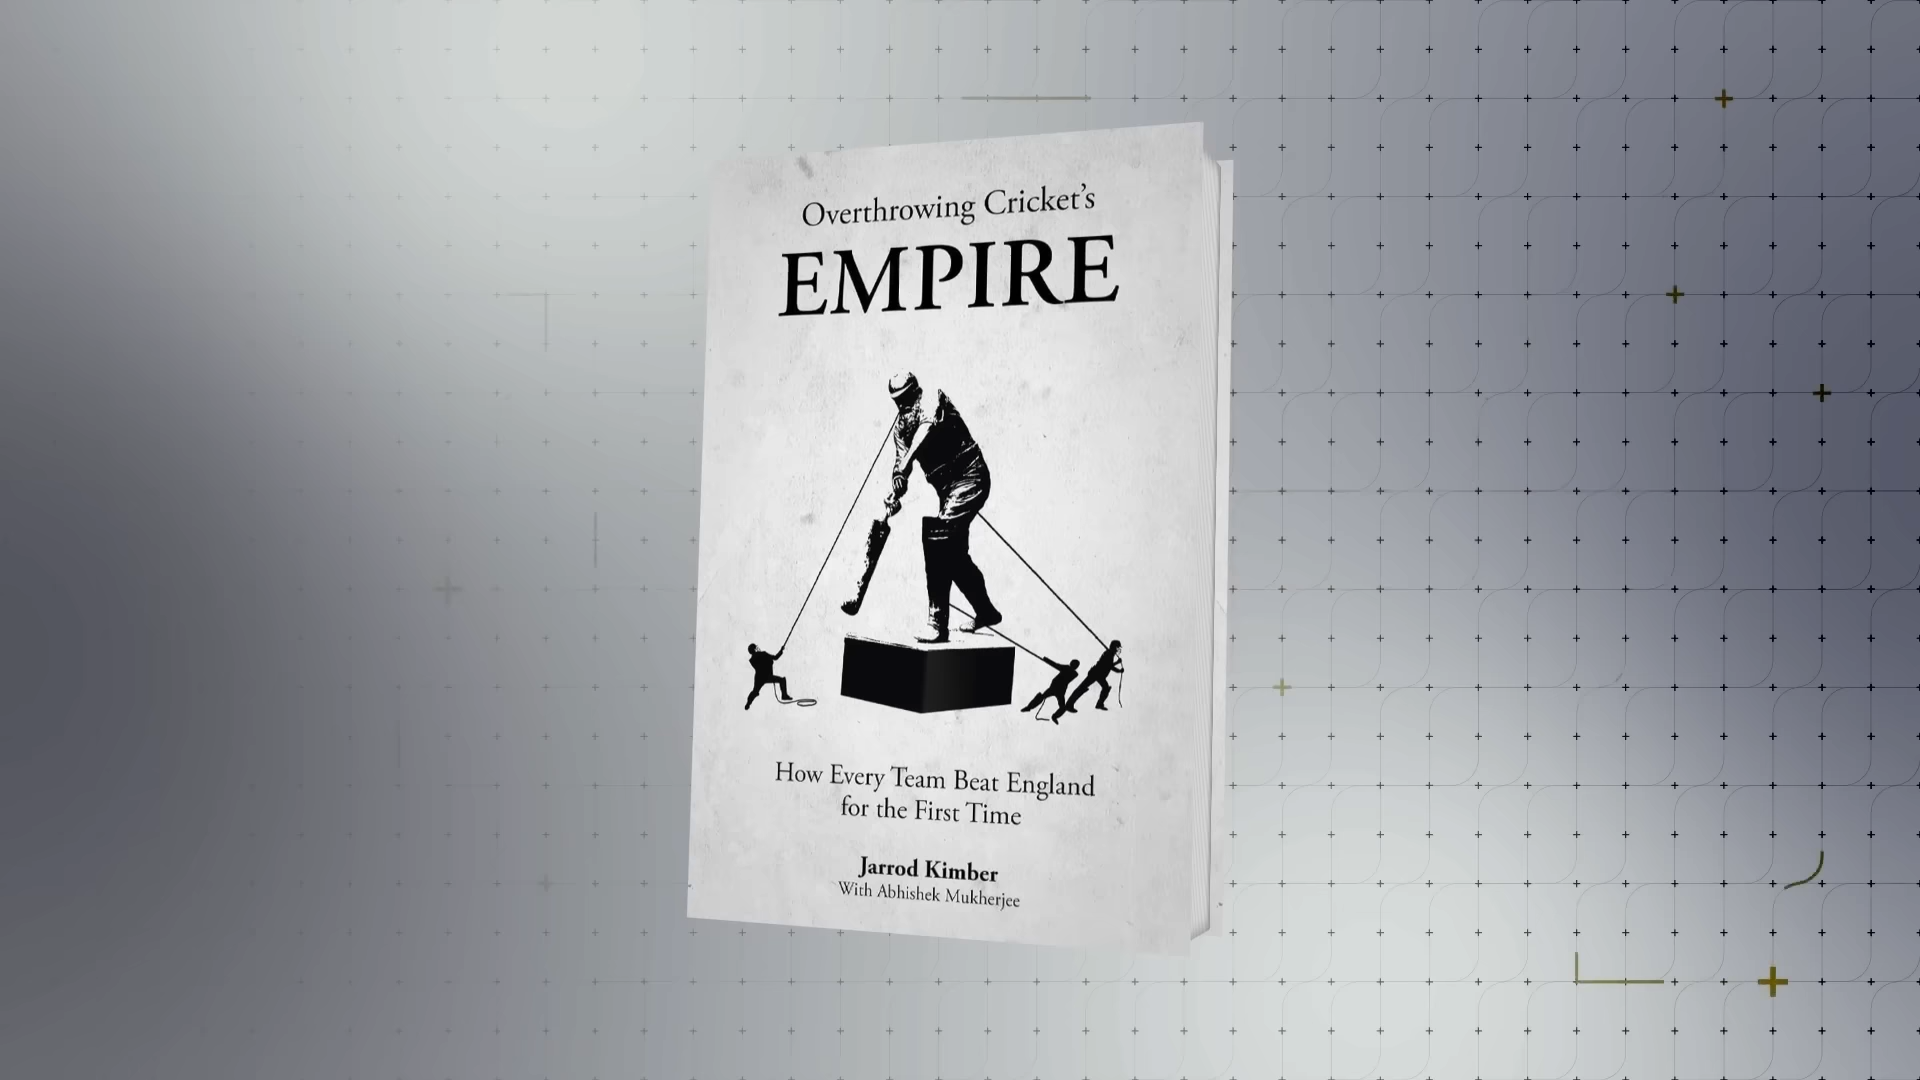 Overthrowing Cricket's
EMPIRE
How Every Team Beat England
for the First Time
Jarrod Kimber
With Abhishek Mukherjee